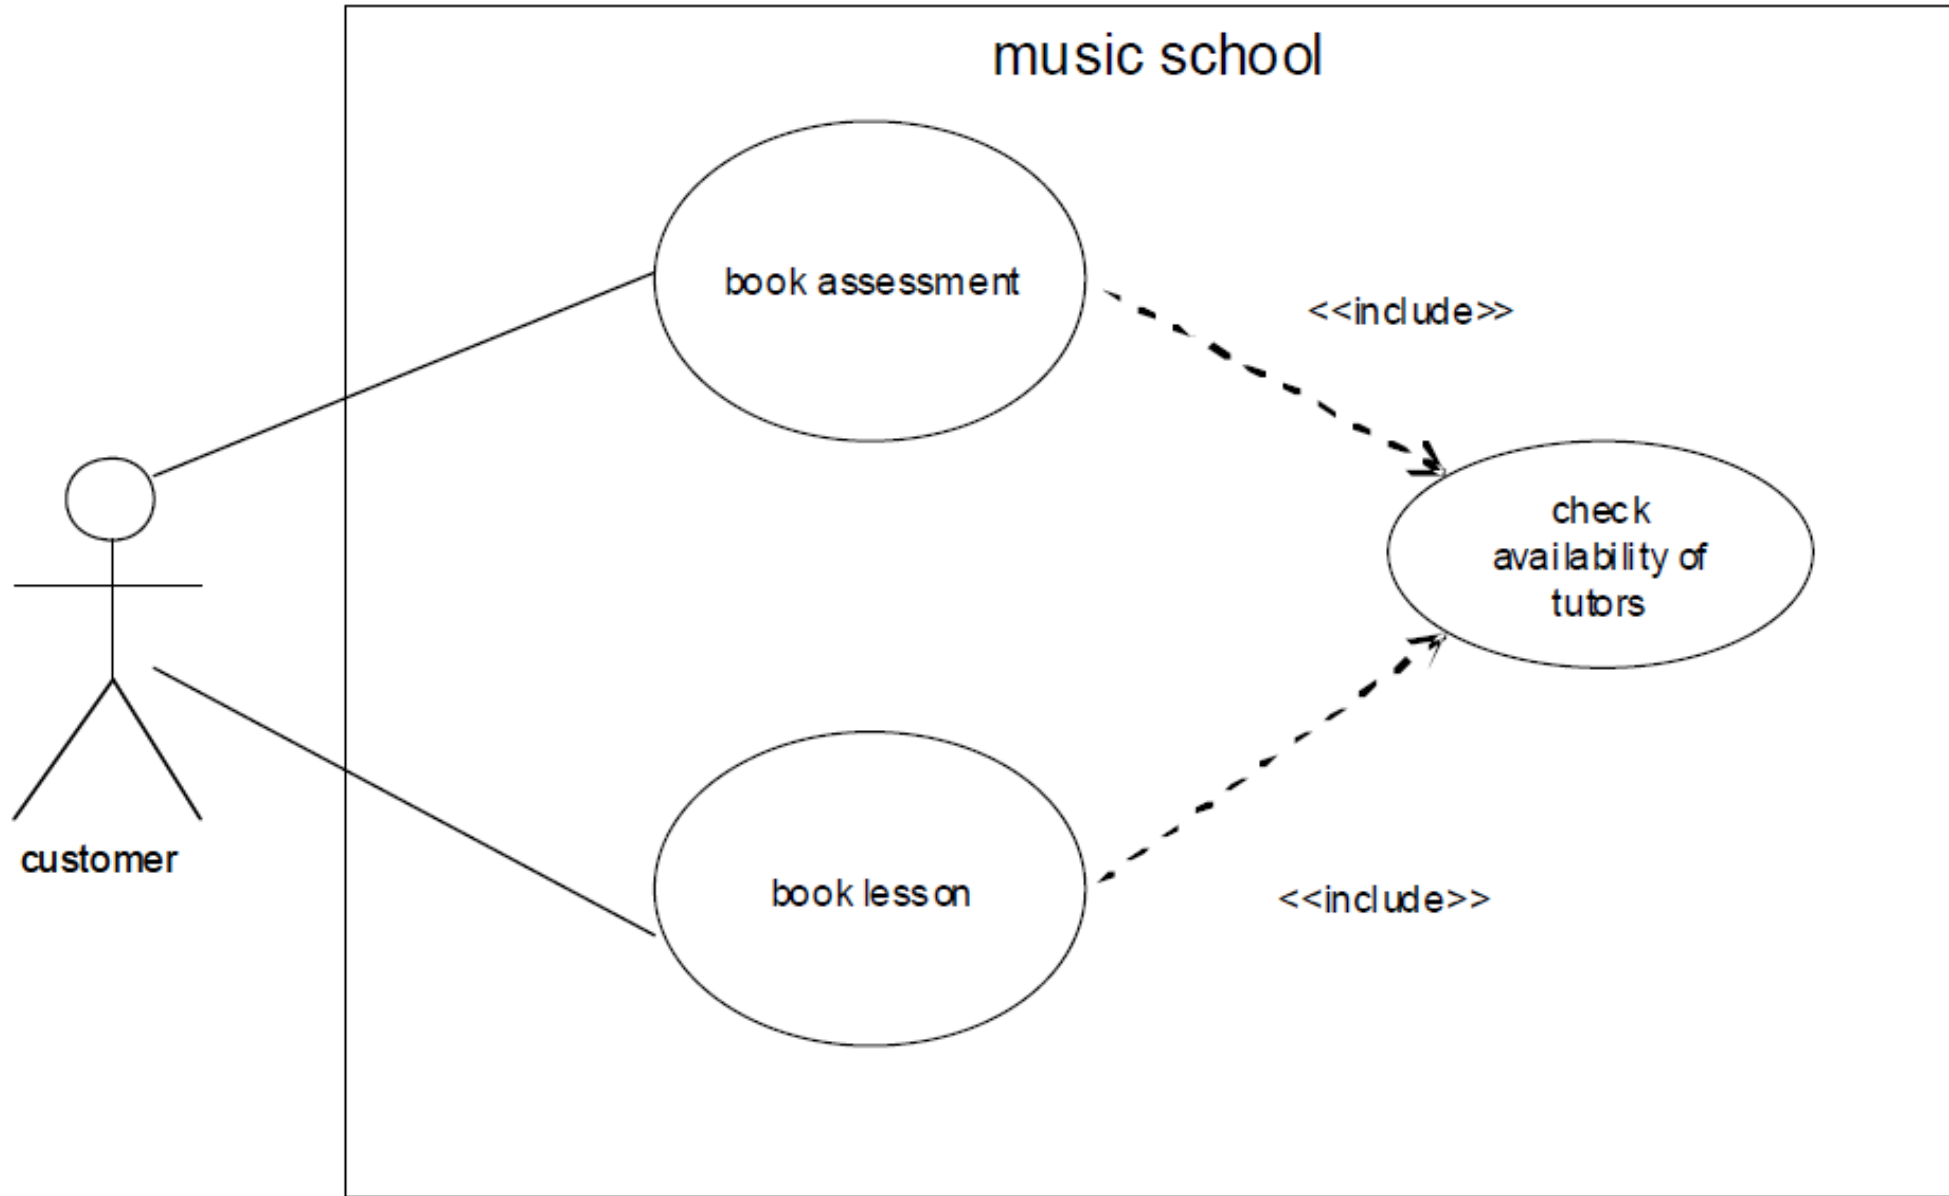 music school
book assessment
<<include>>
check
availability of
tutors
customer
book lesson
<<include>>